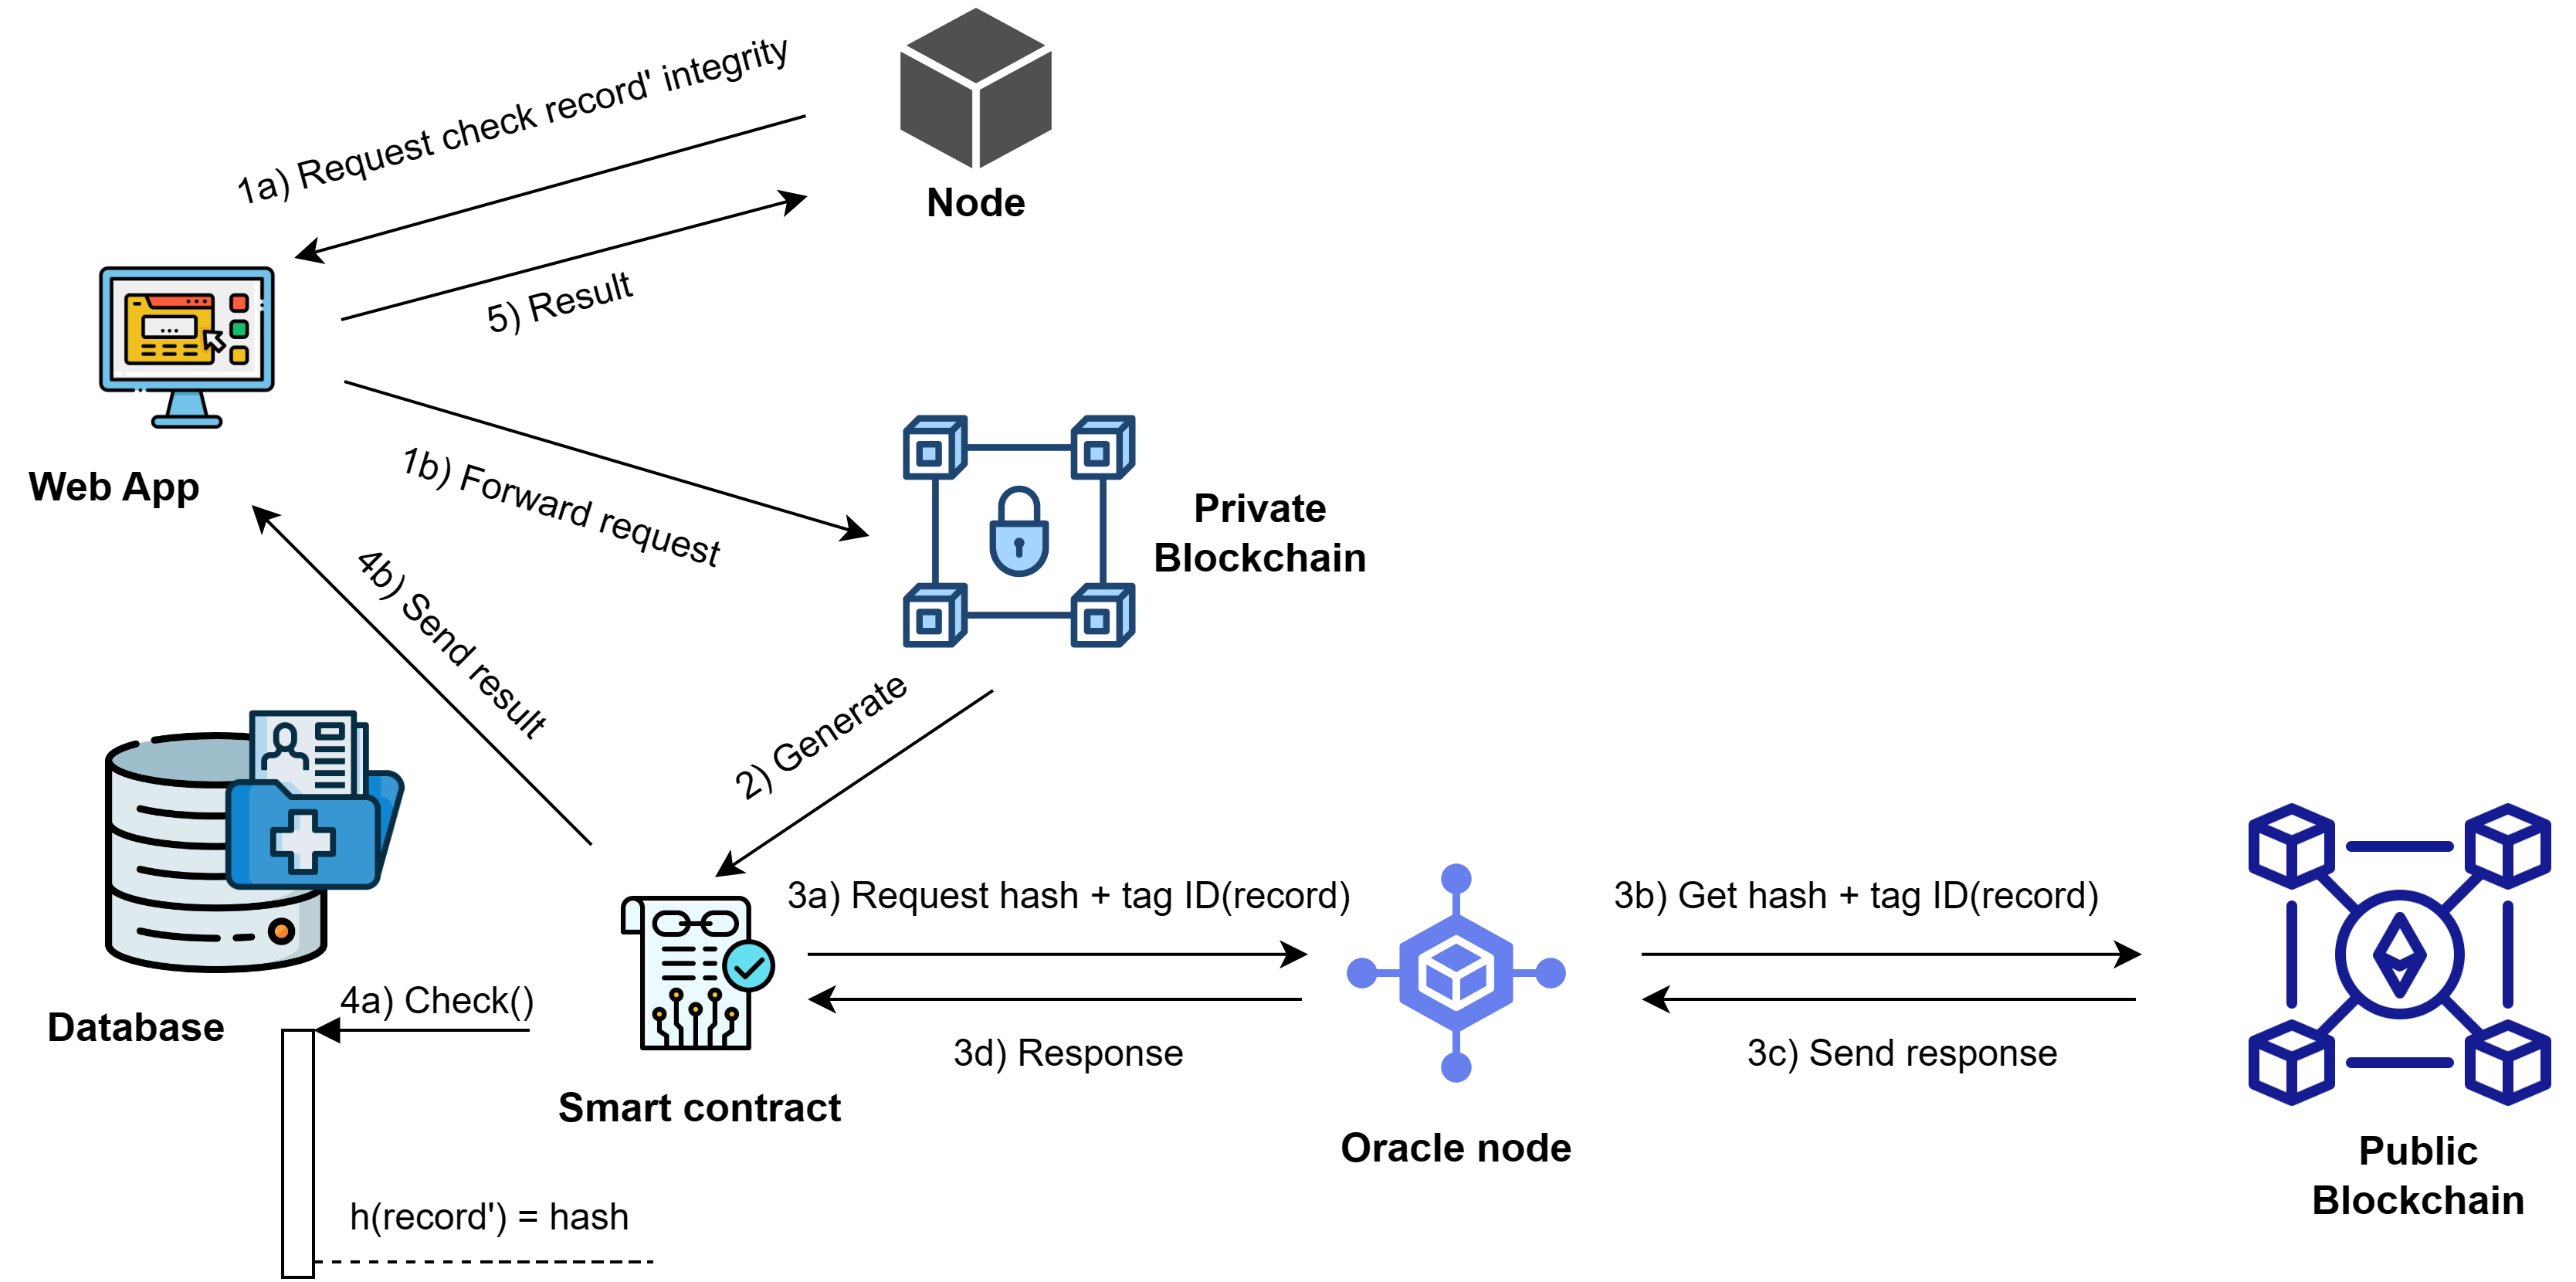 1a) Request check record' integrity
Node
5) Result
Web App
1b) Forward request
Private
Blockchain
4b) Send result
2) Generate
3a) Request hash + tag ID(record)
3b) Get hash + tag ID(record)
4a) Check()
Database
3d) Response
3c) Send response
Smart contract
Oracle node
Public
Blockchain
h(record') = hash